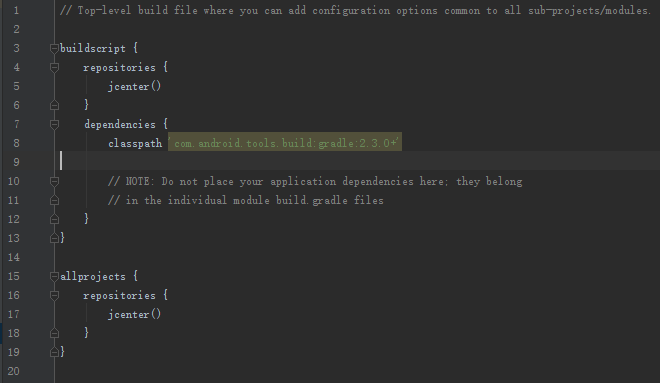 1 // Top-level build file where you can add configuration options common to all sub-projects/modules.
2
3 buildscript {
4     repositories {
5         jcenter()
6     }
7     dependencies {
8         classpath 'com.android.tools.build:gradle:2.3.0+'
9
10         // NOTE: Do not place your application dependencies here; they belong
11         // in the individual module build.gradle files
12     }
13 }
14
15 allprojects {
16     repositories {
17         jcenter()
18     }
19 }
20